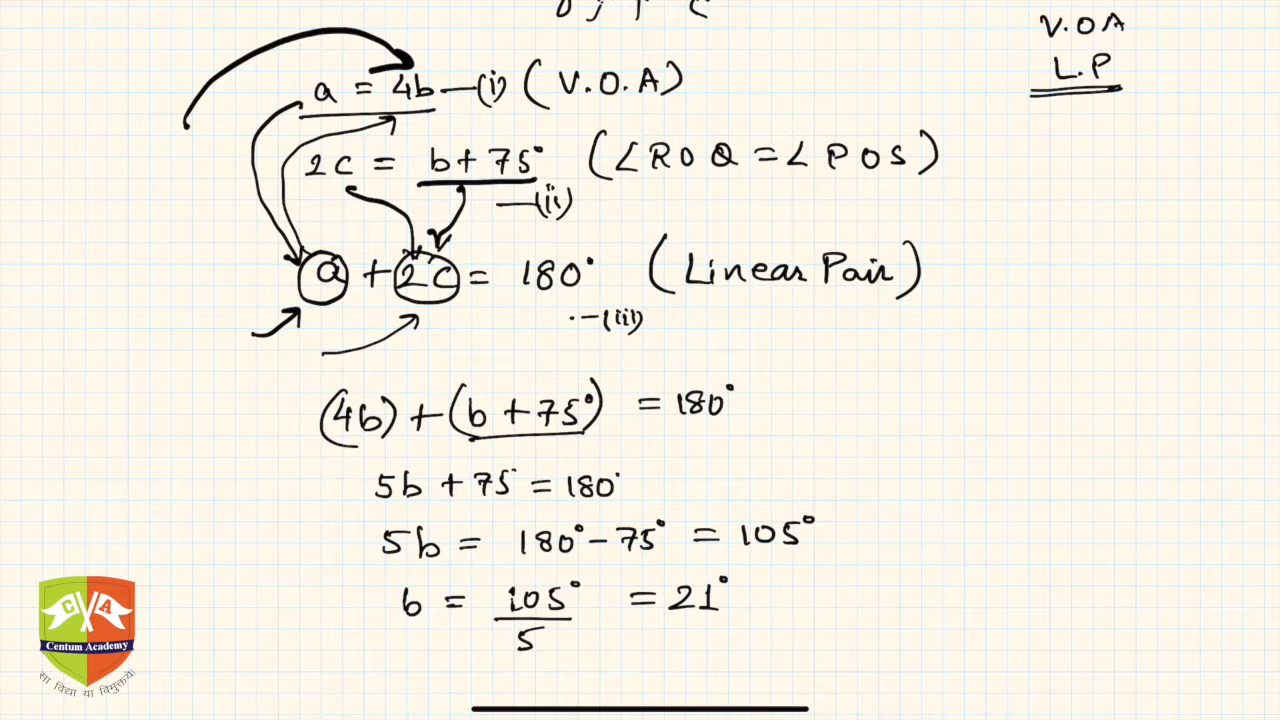 V.O A
L.P
a = 4b —(i) (V.O.A)
2c = b + 75° (∠ROQ = ∠POS)
—(ii)
a + 2c = 180° (Linear Pair)
.–(iii)
(4b) + (b + 75°) = 180°
5b + 75° = 180°
5b = 180° – 75° = 105°
b = 105°/5 = 21°
C A
Centum Academy
सा विद्या या विमुक्तये।